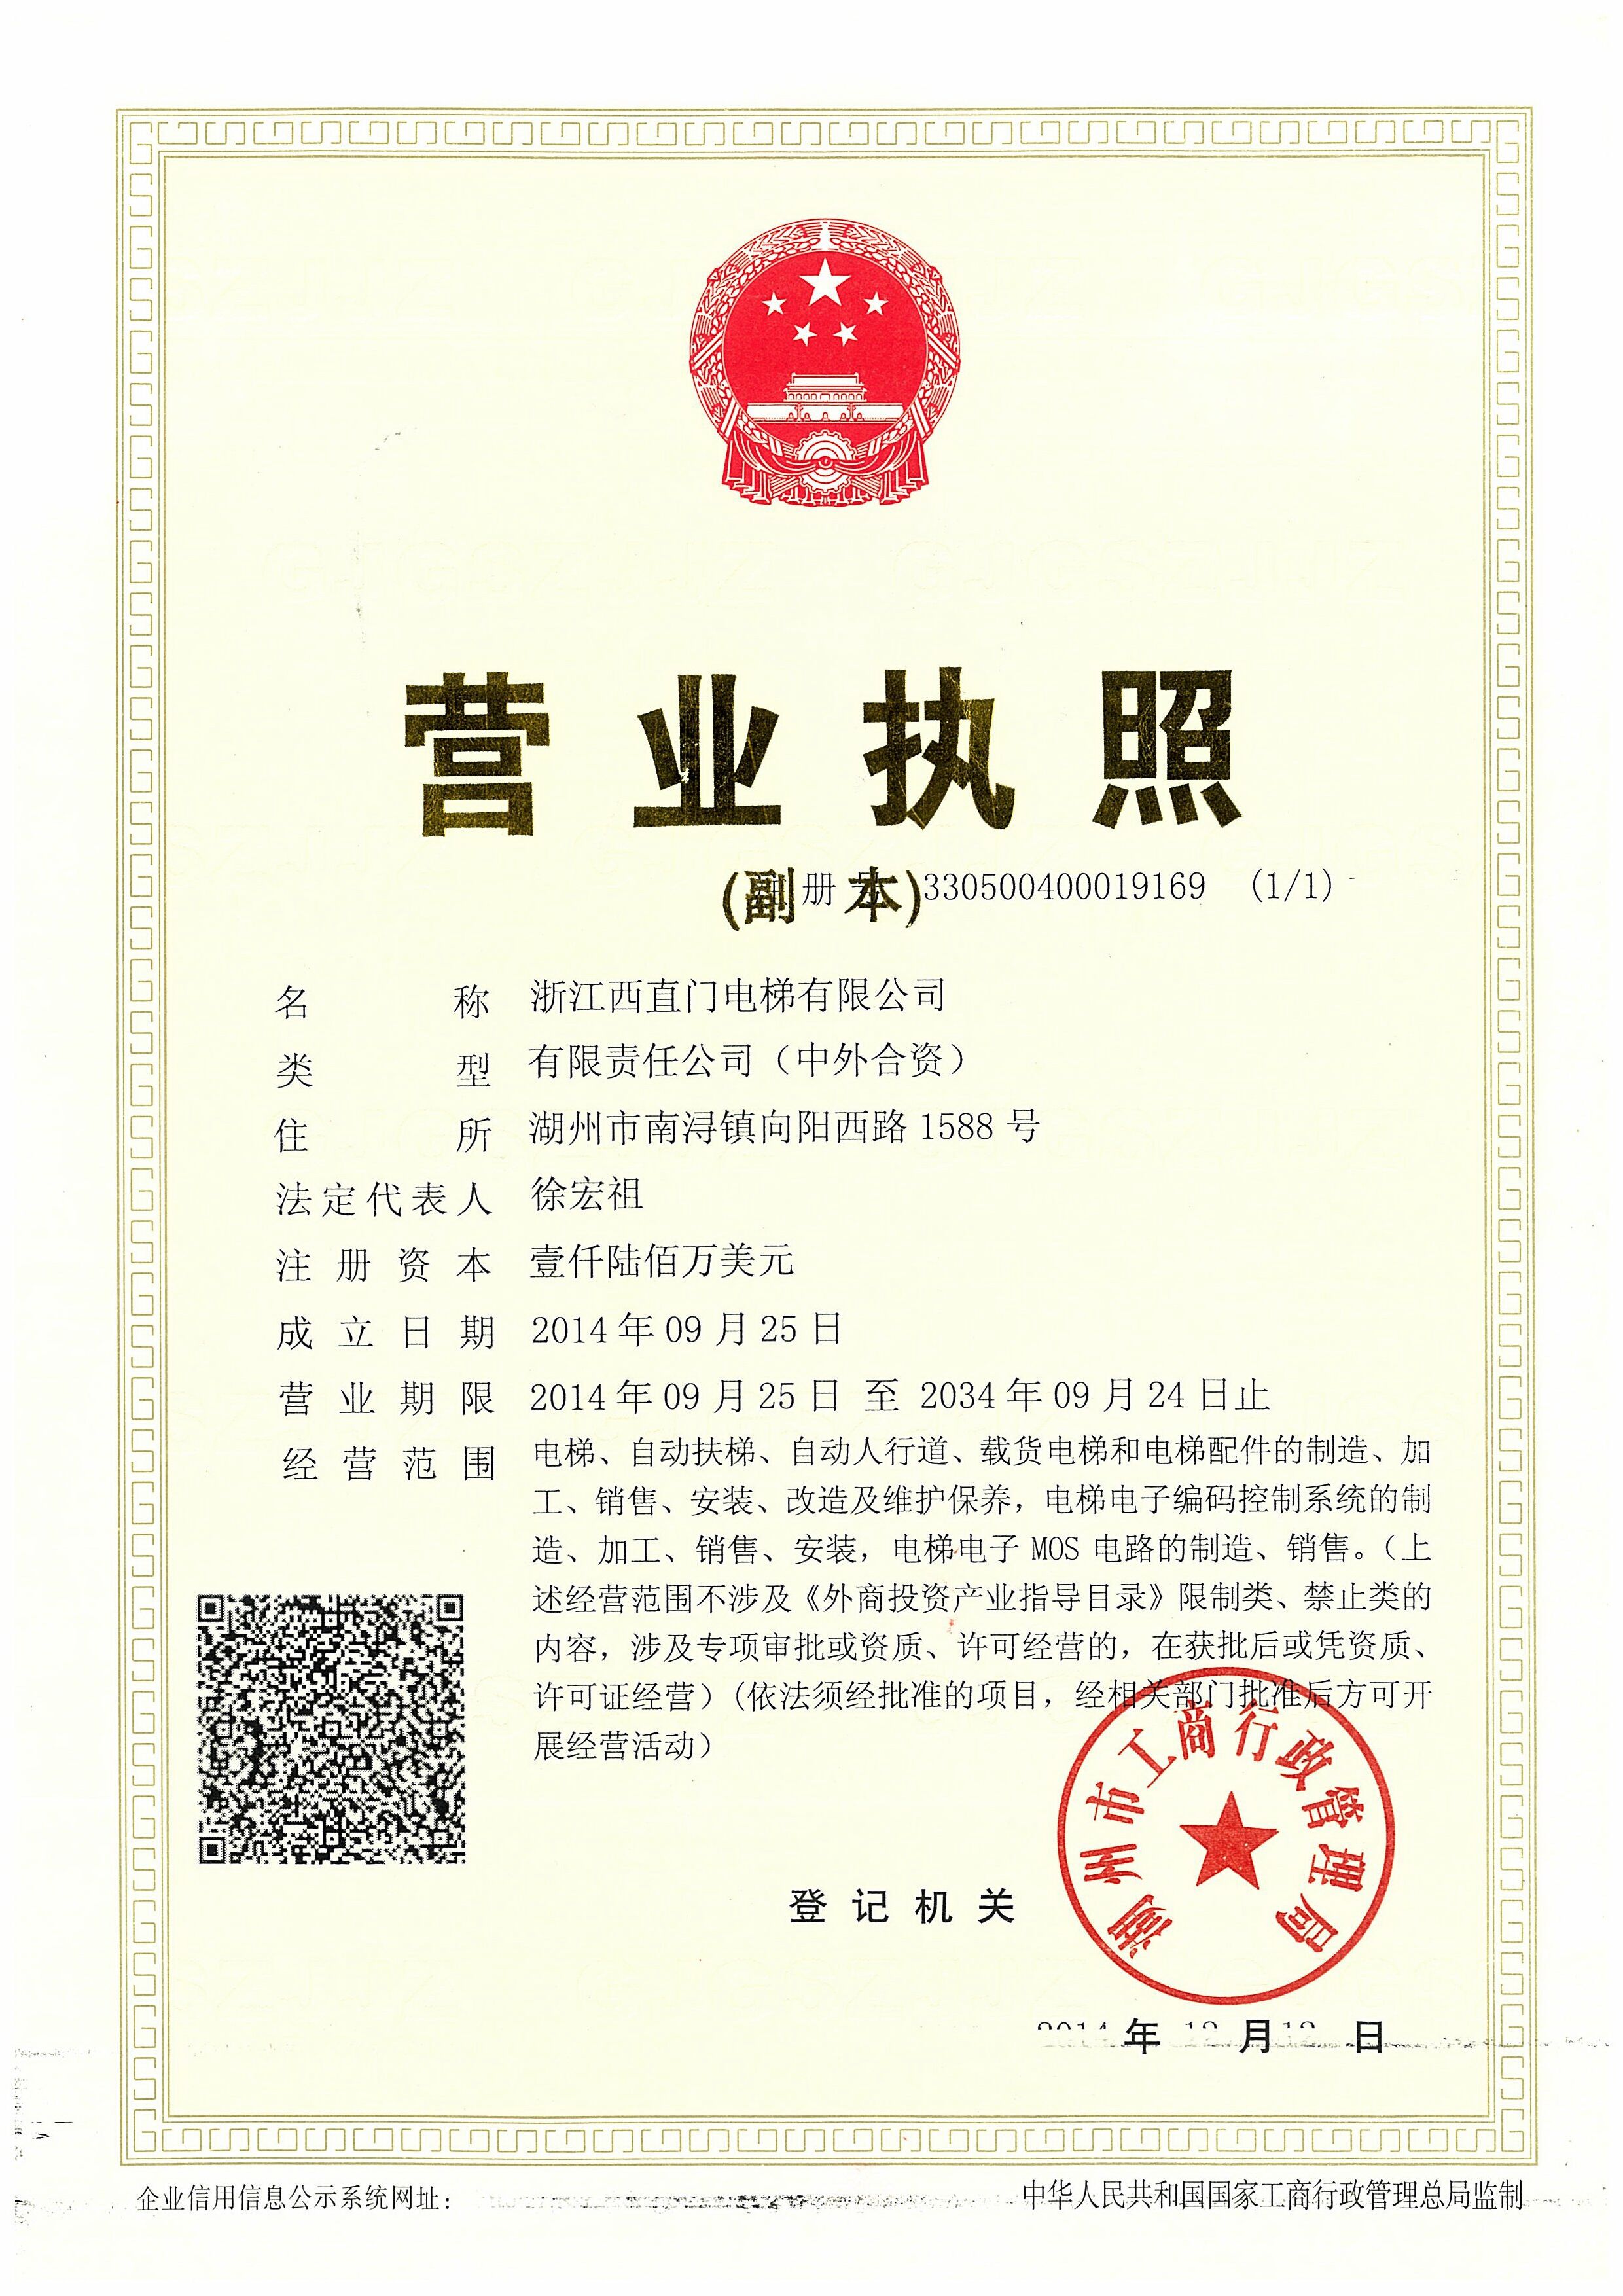 营业执照
(副本)
册 330500400019169 (1/1)
名称 浙江西直门电梯有限公司
类型 有限责任公司（中外合资）
住所 湖州市南浔镇向阳西路1588号
法定代表人 徐宏祖
注册资本 壹仟陆佰万美元
成立日期 2014年09月25日
营业期限 2014年09月25日 至 2034年09月24日止
经营范围 电梯、自动扶梯、自动人行道、载货电梯和电梯配件的制造、加
工、销售、安装、改造及维护保养，电梯电子编码控制系统的制
造、加工、销售、安装，电梯电子MOS电路的制造、销售。（上
述经营范围不涉及《外商投资产业指导目录》限制类、禁止类的
内容，涉及专项审批或资质、许可经营的，在获批后或凭资质、
许可证经营）(依法须经批准的项目，经相关部门批准后方可开
展经营活动）
湖州市工商行政管理局
登记机关
年 月 日
企业信用信息公示系统网址：
中华人民共和国国家工商行政管理总局监制